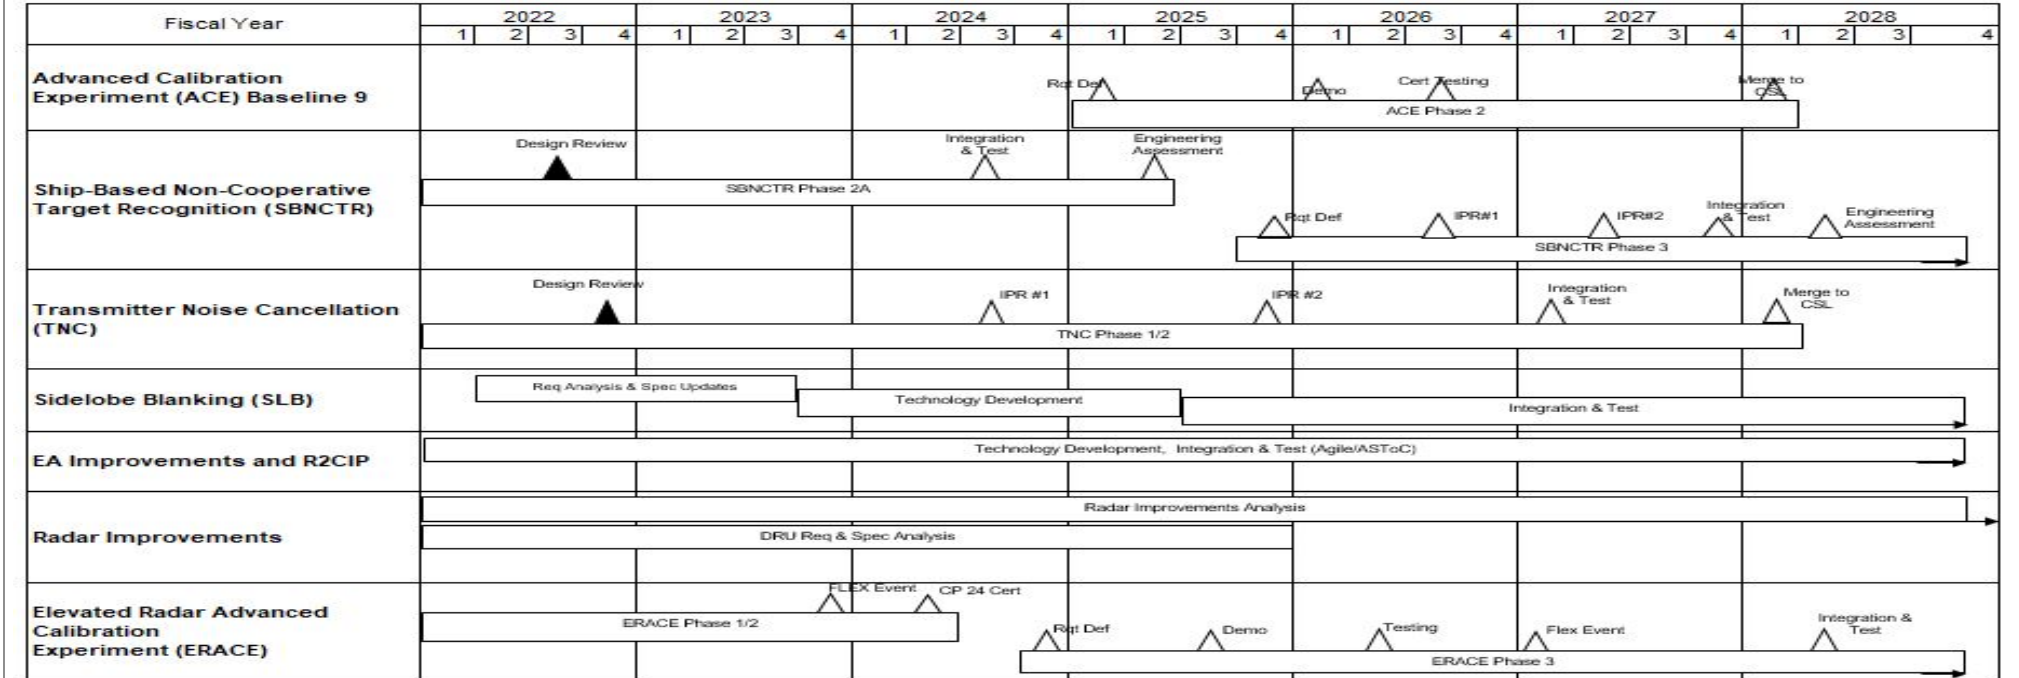 Fiscal Year
2022 2023 2024 2025 2026 2027 2028
1 2 3 4 1 2 3 4 1 2 3 4 1 2 3 4 1 2 3 4 1 2 3 4 1 2 3 4
Advanced Calibration
Experiment (ACE) Baseline 9
Rqt Def
Demo
Cert Testing
Merge to
CSL
ACE Phase 2
Ship-Based Non-Cooperative
Target Recognition (SBNCTR)
Design Review
Integration
& Test
Engineering
Assessment
SBNCTR Phase 2A
Rqt Def
IPR#1
IPR#2
Integration
& Test
Engineering
Assessment
SBNCTR Phase 3
Transmitter Noise Cancellation
(TNC)
Design Review
IPR #1
IPR #2
Integration
& Test
Merge to
CSL
TNC Phase 1/2
Sidelobe Blanking (SLB)
Req Analysis & Spec Updates
Technology Development
Integration & Test
EA Improvements and R2CIP
Technology Development, Integration & Test (Agile/ASToC)
Radar Improvements
Radar Improvements Analysis
DRU Req & Spec Analysis
Elevated Radar Advanced
Calibration
Experiment (ERACE)
FLEX Event
CP 24 Cert
ERACE Phase 1/2
Rqt Def
Demo
Testing
Flex Event
Integration &
Test
ERACE Phase 3